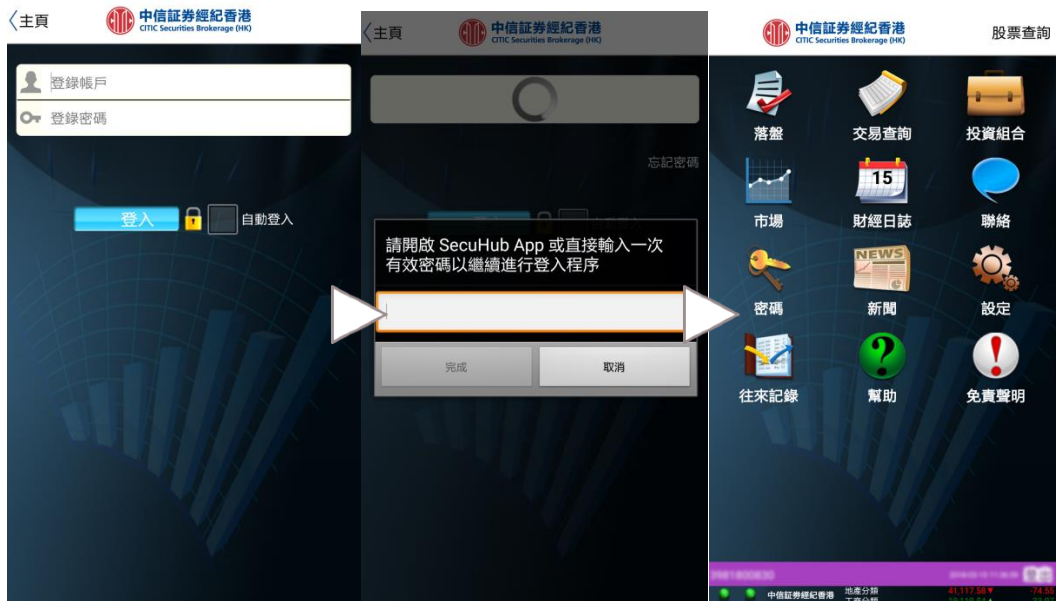 主頁
中信証券經紀香港
CITIC Securities Brokerage (HK)
登錄帳戶
登錄密碼
登入
自動登入
主頁
中信証券經紀香港
CITIC Securities Brokerage (HK)
忘記密碼
請開啟 SecuHub App 或直接輸入一次
有效密碼以繼續進行登入程序
完成
取消
中信証券經紀香港
CITIC Securities Brokerage (HK)
股票查詢
落盤
交易查詢
投資組合
15
市場
財經日誌
聯絡
NEWS
密碼
新聞
設定
往來記錄
幫助
免責聲明
中信証券經紀香港
地產分類
41,117.58▼
-74.55